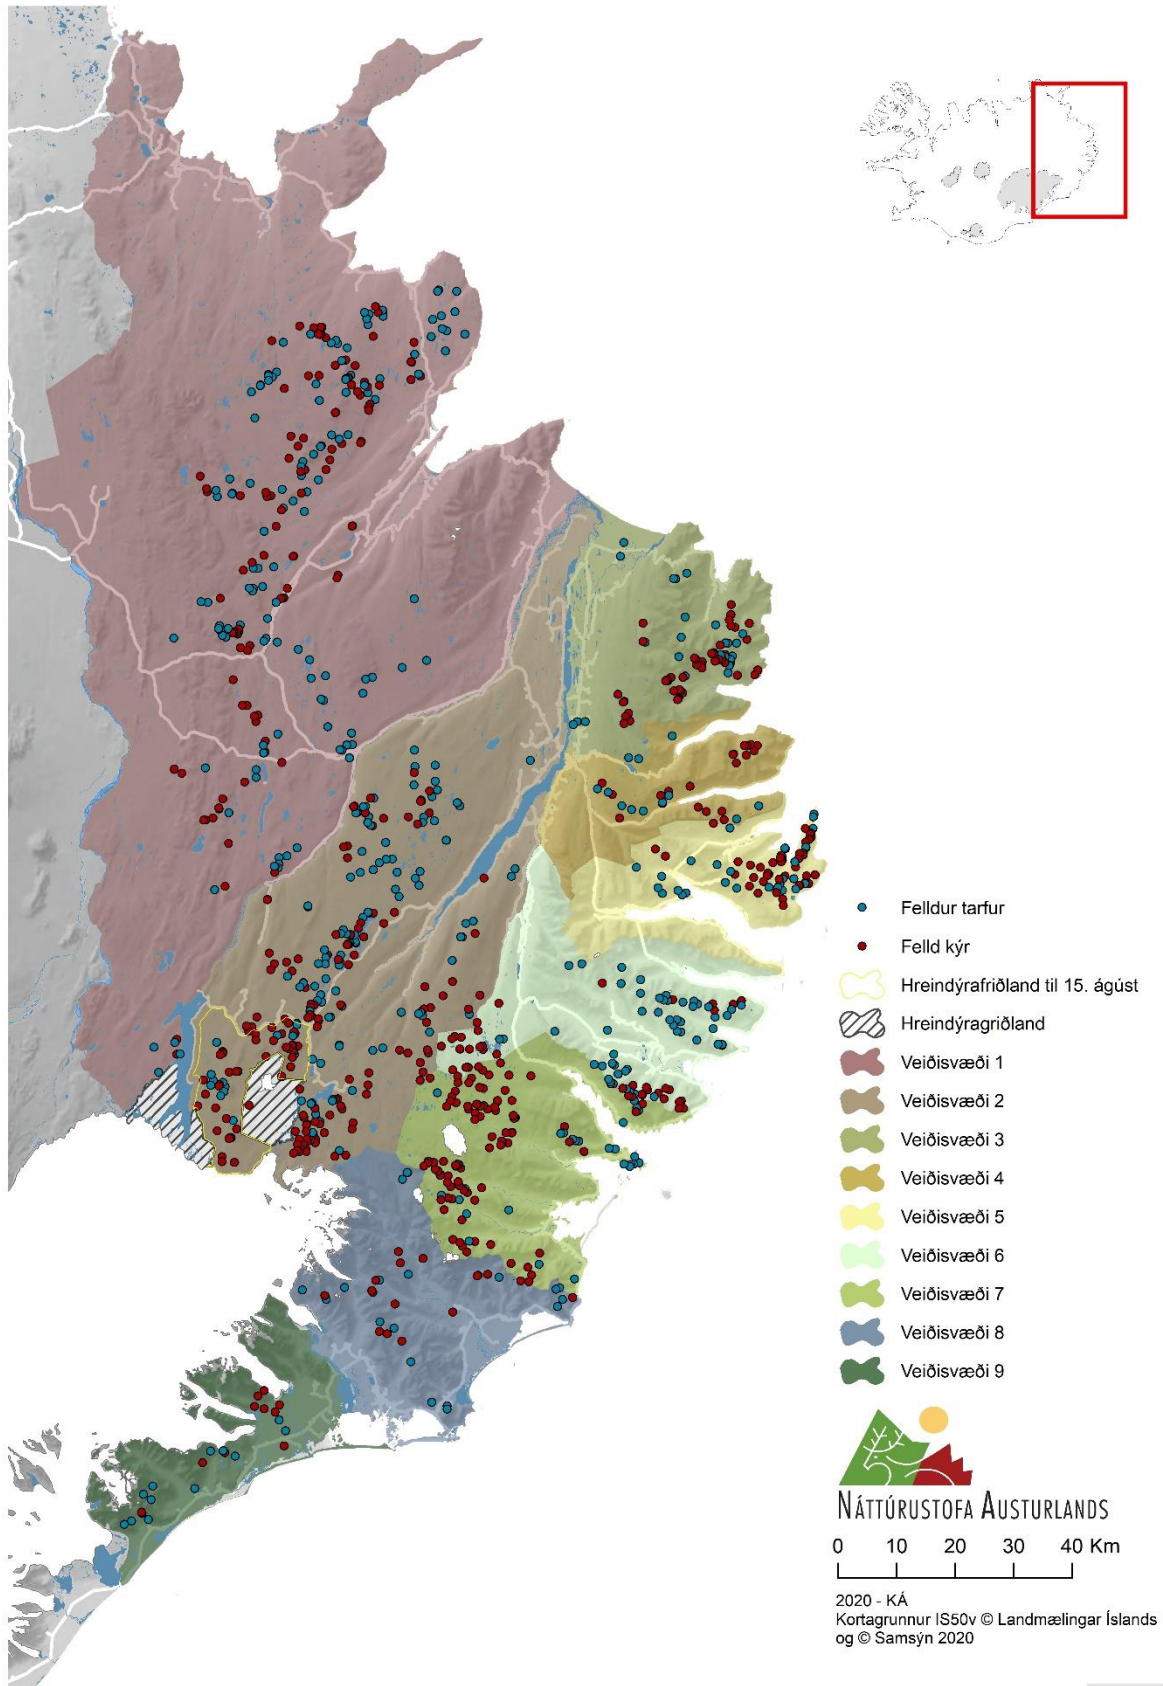 Felldur tarfur
Felld kýr
Hreindýrafriðland til 15. ágúst
Hreindýragriðland
Veiðisvæði 1
Veiðisvæði 2
Veiðisvæði 3
Veiðisvæði 4
Veiðisvæði 5
Veiðisvæði 6
Veiðisvæði 7
Veiðisvæði 8
Veiðisvæði 9
NÁTTÚRUSTOFA AUSTURLANDS
0 10 20 30 40 Km
2020 - KÁ
Kortagrunnur IS50v © Landmælingar Íslands
og © Samsýn 2020